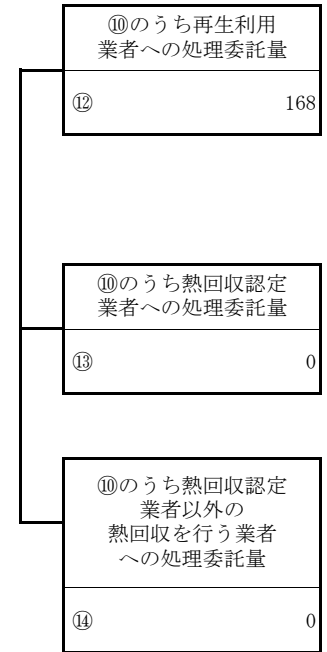 ⑩のうち再生利用
業者への処理委託量
⑫ 168
⑩のうち熱回収認定
業者への処理委託量
⑬ 0
⑩のうち熱回収認定
業者以外の
熱回収を行う業者
への処理委託量
⑭ 0